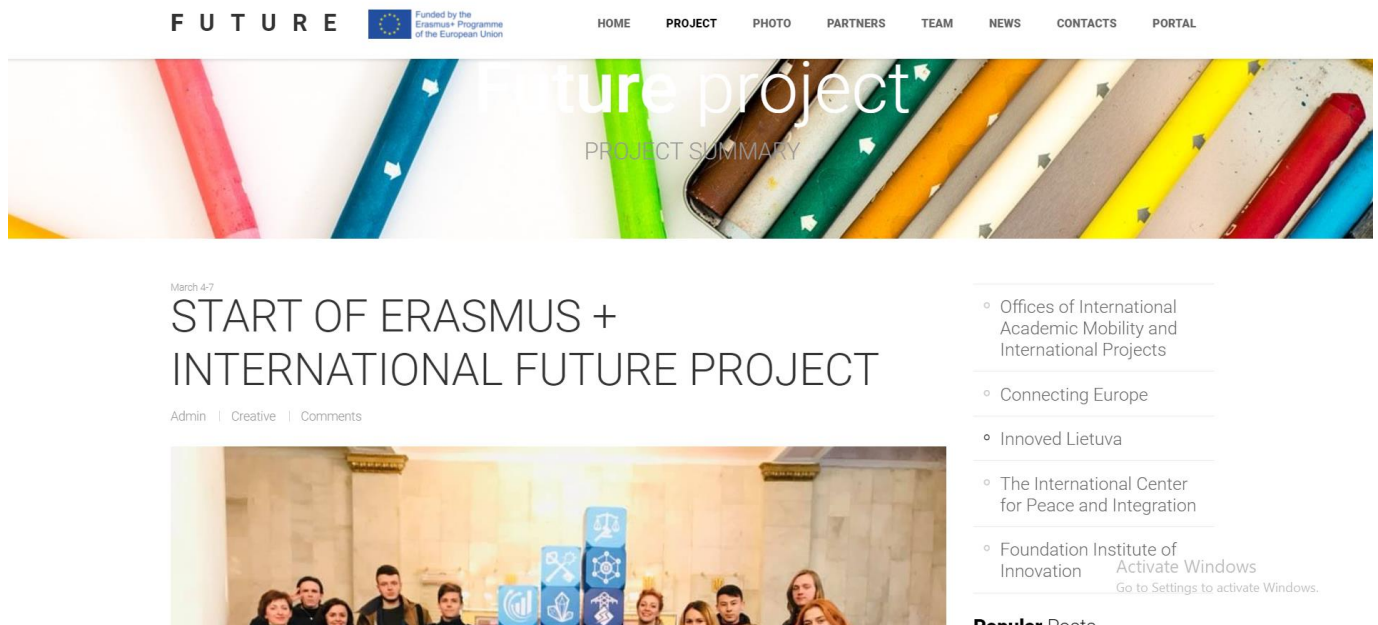 FUTURE
Funded by the
Erasmus+ Programme
of the European Union
HOME PROJECT PHOTO PARTNERS TEAM NEWS CONTACTS PORTAL
Future project
PROJECT SUMMARY
March 4-7
START OF ERASMUS +
INTERNATIONAL FUTURE PROJECT
Admin | Creative | Comments
Offices of International
Academic Mobility and
International Projects
Connecting Europe
Innoved Lietuva
The International Center
for Peace and Integration
Foundation Institute of
Innovation
Activate Windows
Go to Settings to activate Windows.
Popular Posts